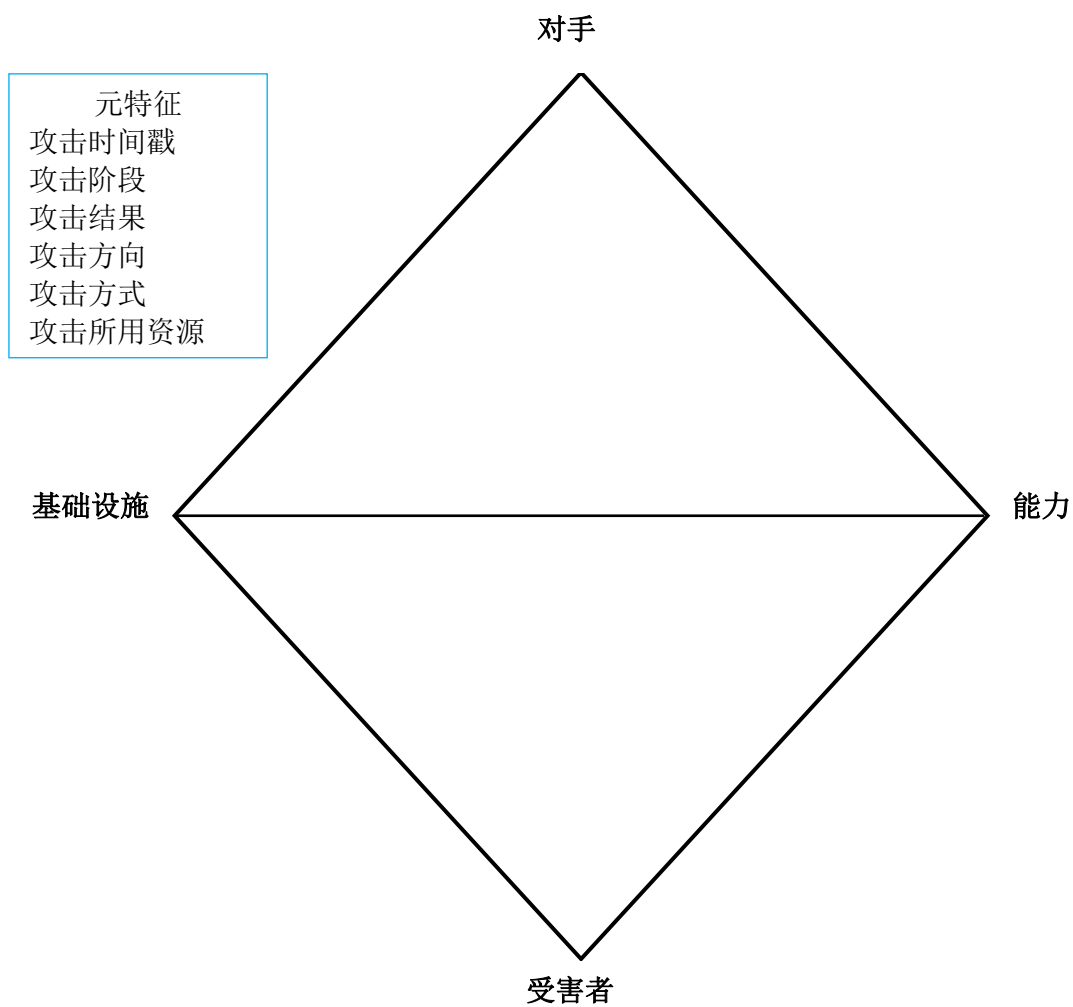 对手
元特征
攻击时间戳
攻击阶段
攻击结果
攻击方向
攻击方式
攻击所用资源
基础设施
能力
受害者